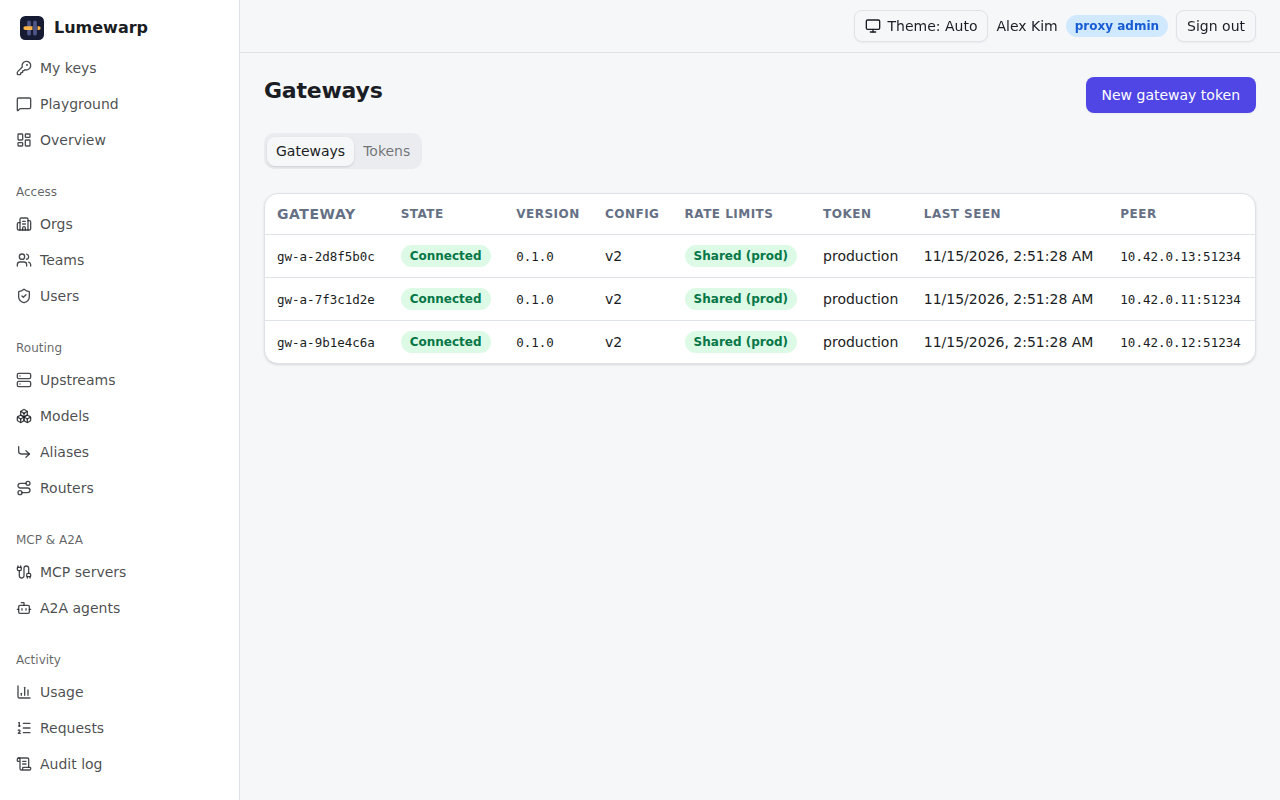 Lumewarp
My keys
Playground
Overview
Access
Orgs
Teams
Users
Routing
Upstreams
Models
Aliases
Routers
MCP & A2A
MCP servers
A2A agents
Activity
Usage
Requests
Audit log
Theme: Auto Alex Kim proxy admin Sign out
Gateways
New gateway token
Gateways Tokens
GATEWAY STATE VERSION CONFIG RATE LIMITS TOKEN LAST SEEN PEER
gw-a-2d8f5b0c Connected 0.1.0 v2 Shared (prod) production 11/15/2026, 2:51:28 AM 10.42.0.13:51234
gw-a-7f3c1d2e Connected 0.1.0 v2 Shared (prod) production 11/15/2026, 2:51:28 AM 10.42.0.11:51234
gw-a-9b1e4c6a Connected 0.1.0 v2 Shared (prod) production 11/15/2026, 2:51:28 AM 10.42.0.12:51234